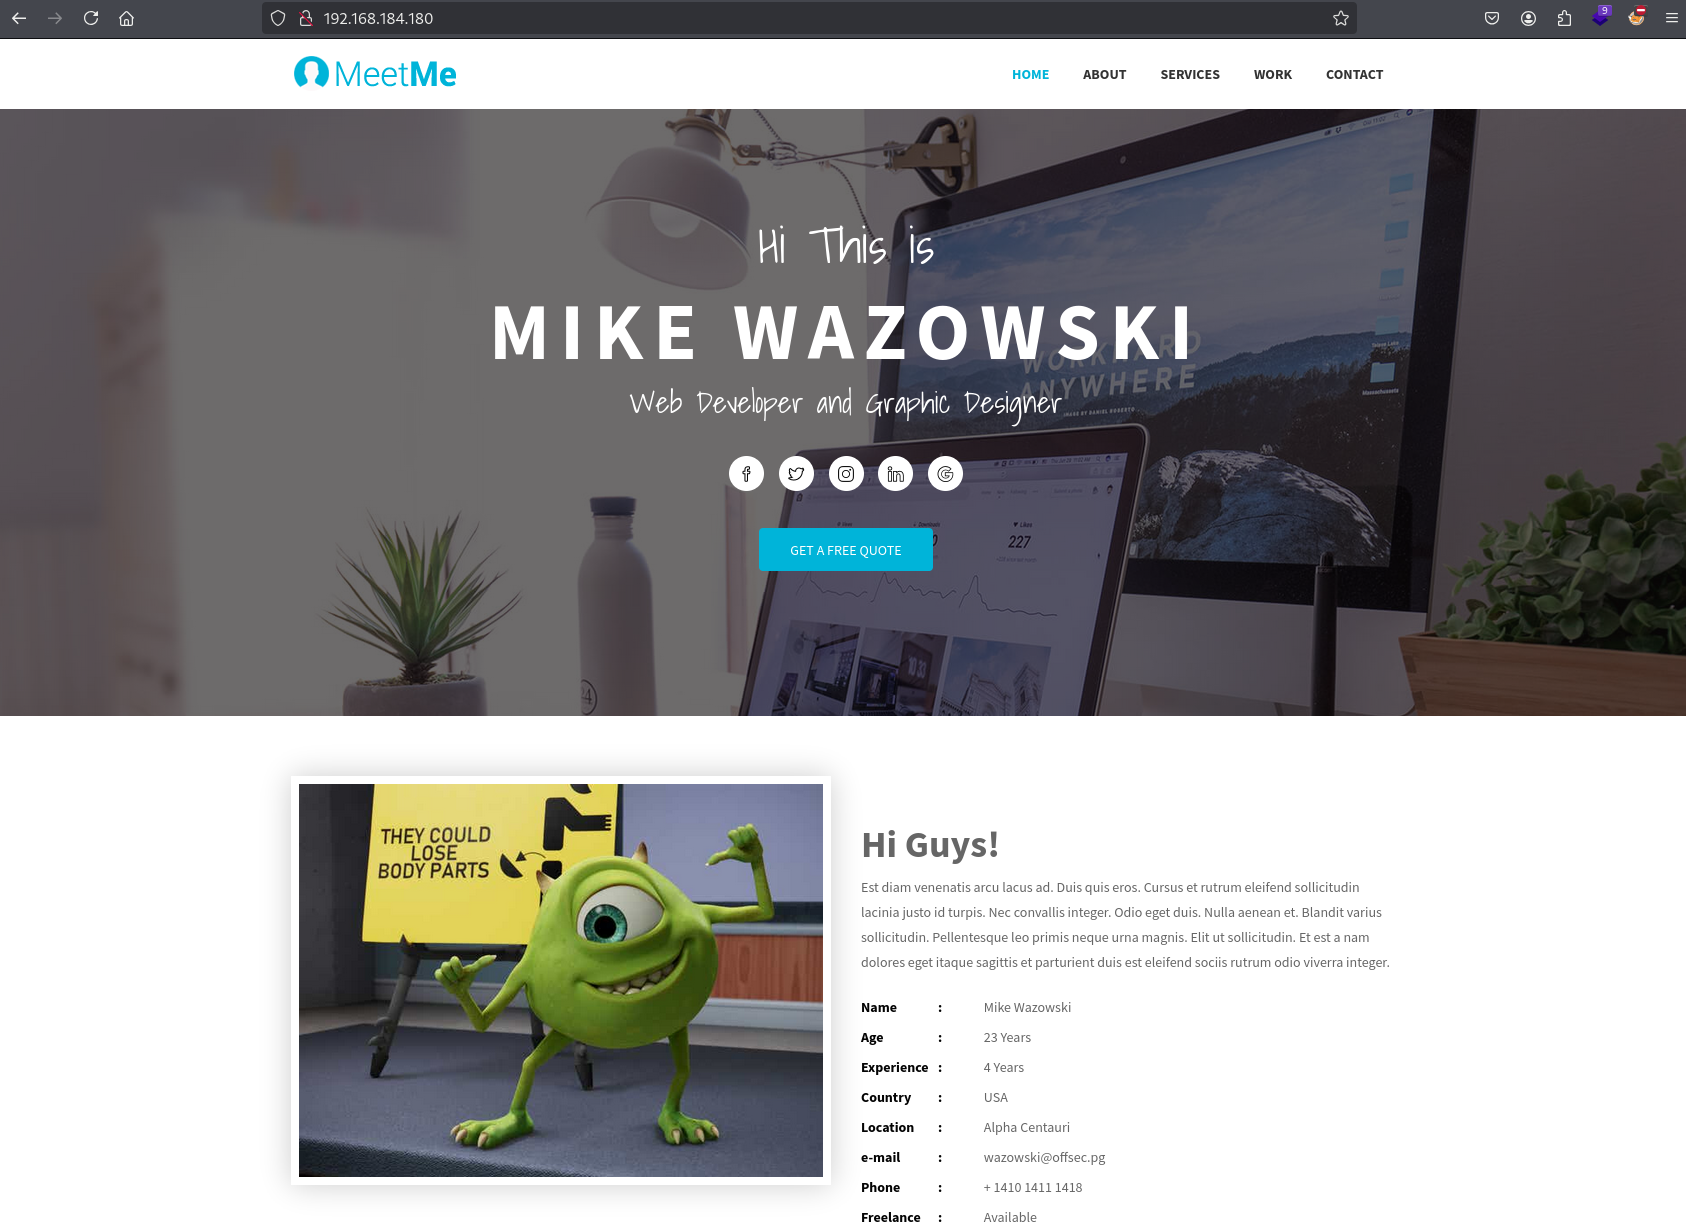 192.168.184.180
9
MeetMe
HOME ABOUT SERVICES WORK CONTACT
Hi This is
MIKE WAZOWSKI
WORK HARD
ANYWHERE
Web Developer and Graphic Designer
227
GET A FREE QUOTE
THEY COULD
LOSE
BODY PARTS
Hi Guys!
Est diam venenatis arcu lacus ad. Duis quis eros. Cursus et rutrum eleifend sollicitudin
lacinia justo id turpis. Nec convallis integer. Odio eget duis. Nulla aenean et. Blandit varius
sollicitudin. Pellentesque leo primis neque urna magnis. Elit ut sollicitudin. Et est a nam
dolores eget itaque sagittis et parturient duis est eleifend sociis rutrum odio viverra integer.
Name : Mike Wazowski
Age : 23 Years
Experience : 4 Years
Country : USA
Location : Alpha Centauri
e-mail : wazowski@offsec.pg
Phone : + 1410 1411 1418
Freelance : Available